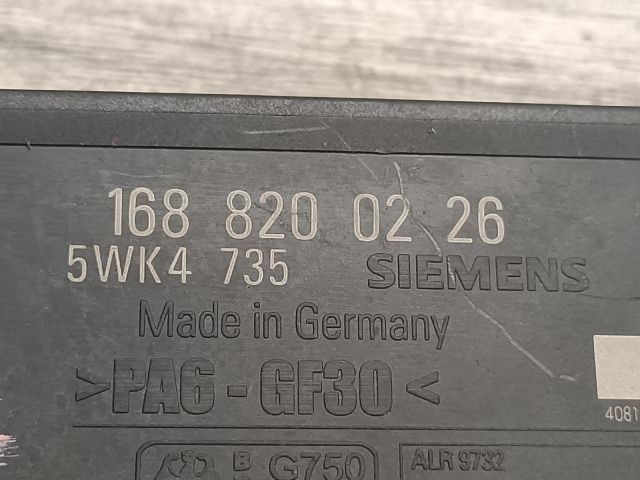 168 820 02 26
5WK4 735 SIEMENS
Made in Germany
>PA6-GF30<
4081
B G750
ALR 9732